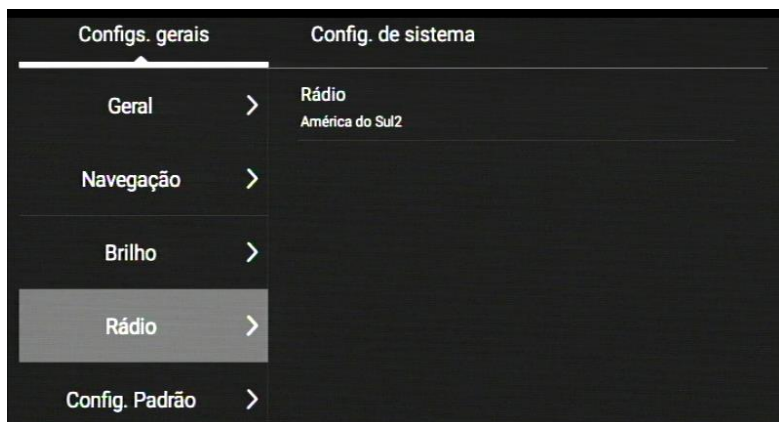 Configs. gerais
Config. de sistema
Geral
Navegação
Brilho
Rádio
Config. Padrão
Rádio
América do Sul2